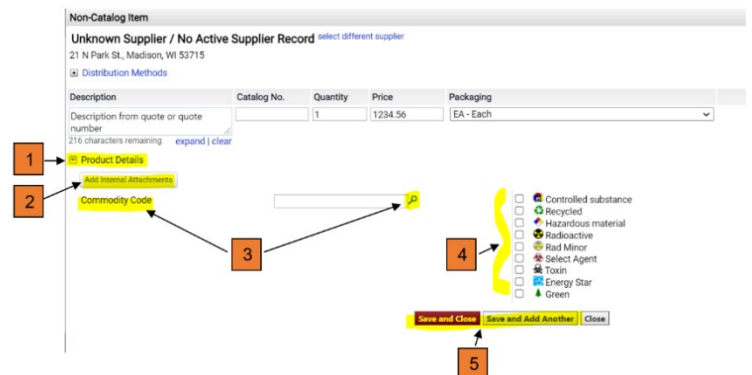 Non-Catalog Item
Unknown Supplier / No Active Supplier Record select different supplier
21 N Park St., Madison, WI 53715
Distribution Methods
Description Catalog No. Quantity Price Packaging
Description from quote or quote
number
1 1234.56 EA - Each
216 characters remaining expand | clear
1 Product Details
2 Add Internal Attachments
Commodity Code
3
4
Controlled substance
Recycled
Hazardous material
Radioactive
Rad Minor
Select Agent
Toxin
Energy Star
Green
Save and Close Save and Add Another Close
5